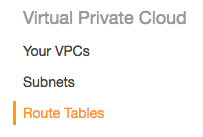 Virtual Private Cloud
Your VPCs
Subnets
Route Tables